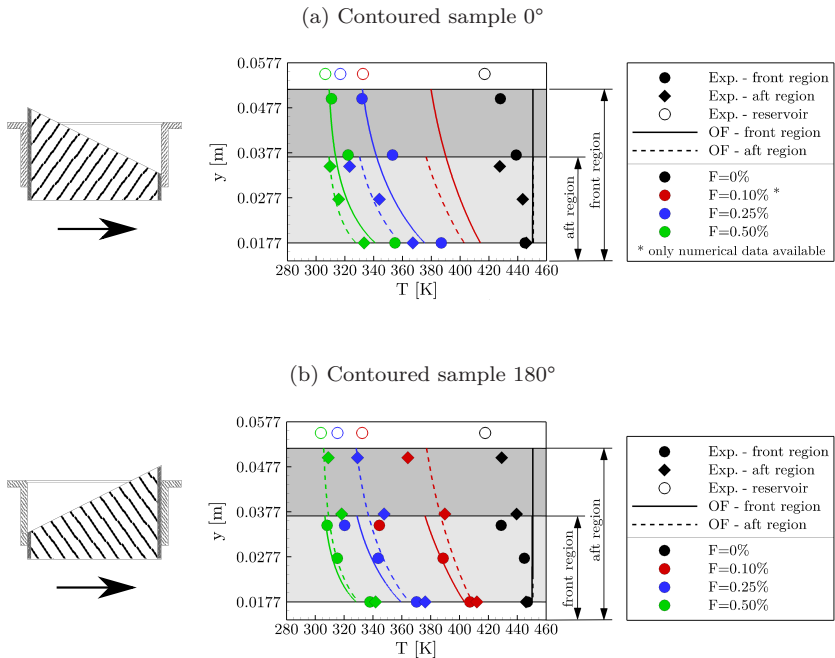 (a) Contoured sample 0°
0.0577
0.0477
0.0377
0.0277
0.0177
y [m]
280 300 320 340 360 380 400 420 440 460
T [K]
aft region
front region
Exp. - front region
Exp. - aft region
Exp. - reservoir
OF - front region
OF - aft region
F=0%
F=0.10% *
F=0.25%
F=0.50%
* only numerical data available
(b) Contoured sample 180°
0.0577
0.0477
0.0377
0.0277
0.0177
y [m]
280 300 320 340 360 380 400 420 440 460
T [K]
front region
aft region
Exp. - front region
Exp. - aft region
Exp. - reservoir
OF - front region
OF - aft region
F=0%
F=0.10%
F=0.25%
F=0.50%